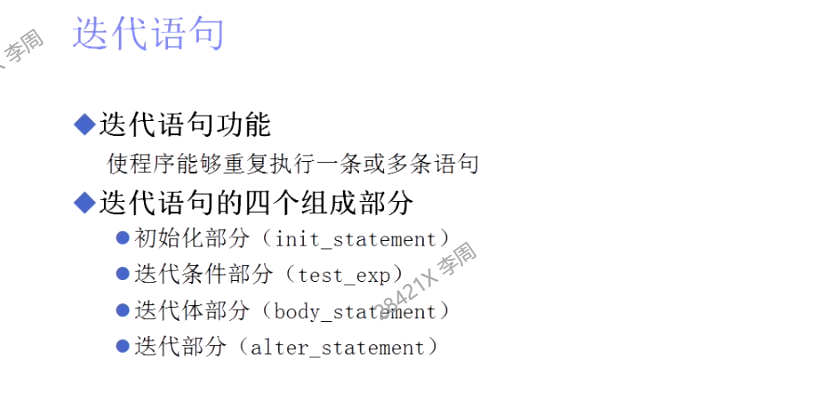 迭代语句
迭代语句功能
使程序能够重复执行一条或多条语句
迭代语句的四个组成部分
初始化部分（init_statement）
迭代条件部分（test_exp）
迭代体部分（body_statement）
迭代部分（alter_statement）
X 李周
28421X 李周